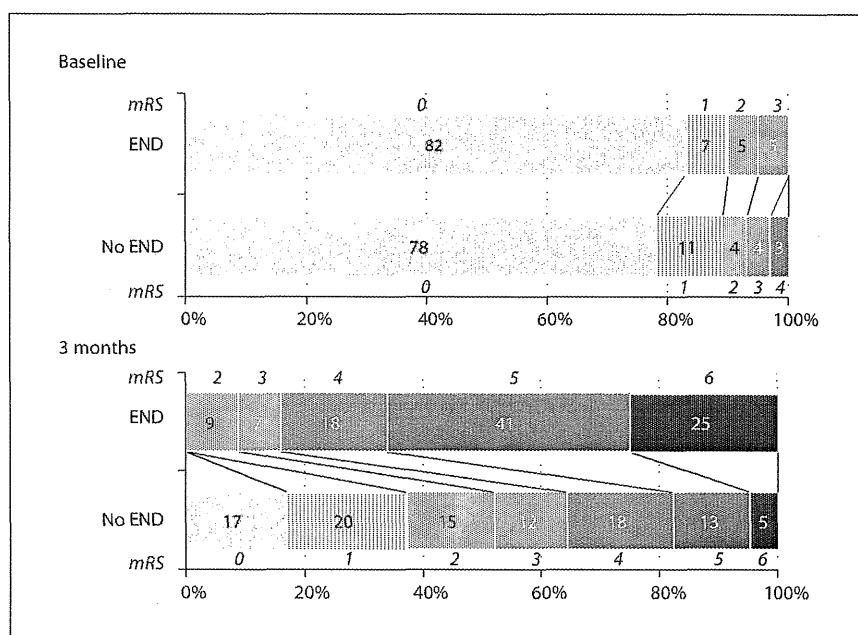 Baseline
mRS 0 1 2 3
END 82 7 5 5
No END 78 11 4 4 3
mRS 0 1 2 3 4
0% 20% 40% 60% 80% 100%
3 months
mRS 2 3 4 5 6
END 9 7 18 41 25
No END 17 20 15 12 18 13 5
mRS 0 1 2 3 4 5 6
0% 20% 40% 60% 80% 100%